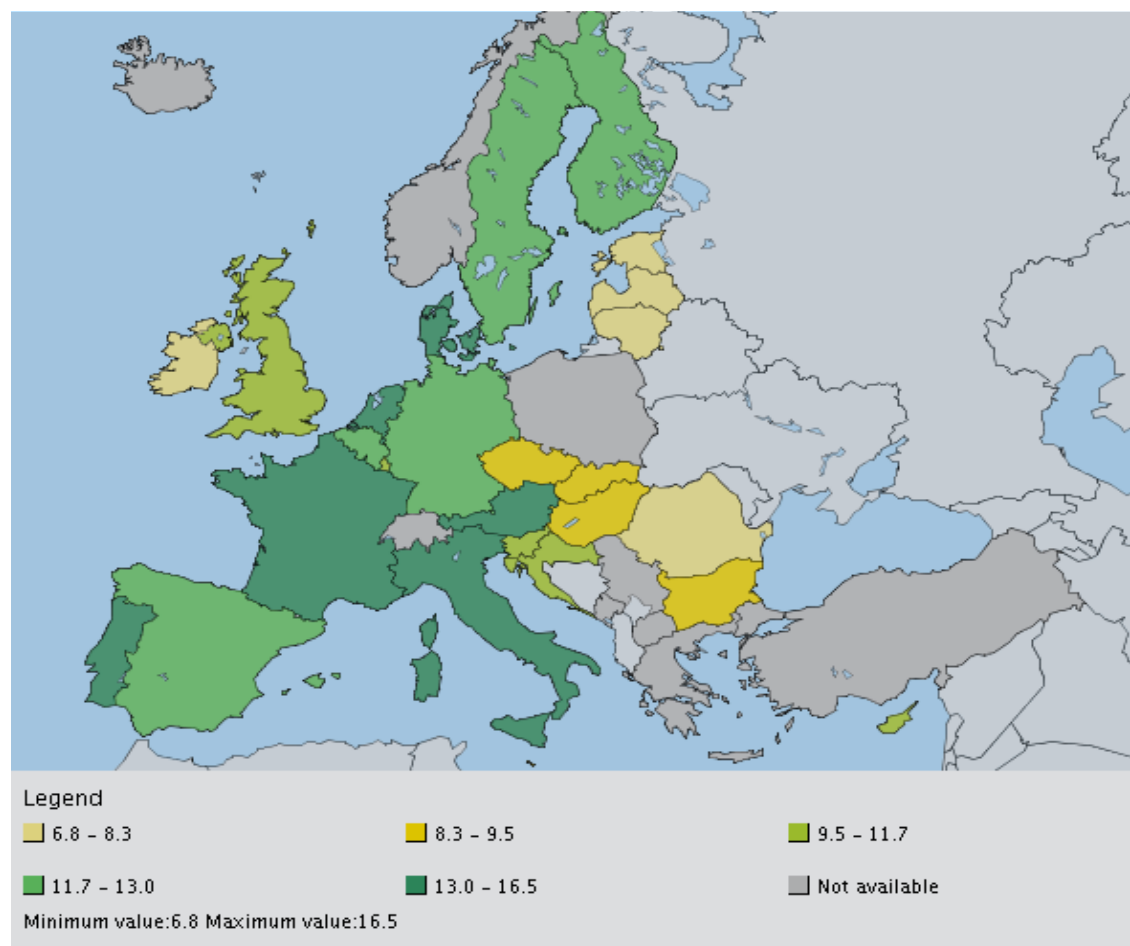 Legend
6.8 - 8.3
8.3 - 9.5
9.5 - 11.7
11.7 - 13.0
13.0 - 16.5
Not available
Minimum value:6.8 Maximum value:16.5